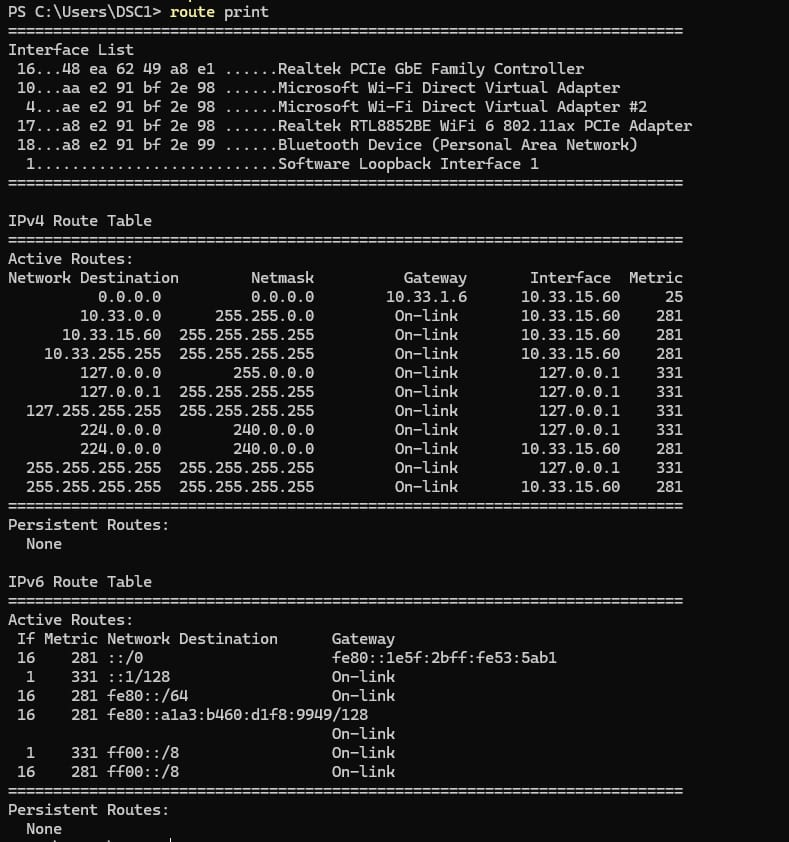 PS C:\Users\DSC1> route print
===========================================================================
Interface List
 16...48 ea 62 49 a8 e1 ......Realtek PCIe GbE Family Controller
 10...aa e2 91 bf 2e 98 ......Microsoft Wi-Fi Direct Virtual Adapter
  4...ae e2 91 bf 2e 98 ......Microsoft Wi-Fi Direct Virtual Adapter #2
 17...a8 e2 91 bf 2e 98 ......Realtek RTL8852BE WiFi 6 802.11ax PCIe Adapter
 18...a8 e2 91 bf 2e 99 ......Bluetooth Device (Personal Area Network)
  1...........................Software Loopback Interface 1
===========================================================================

IPv4 Route Table
===========================================================================
Active Routes:
Network Destination        Netmask          Gateway       Interface  Metric
          0.0.0.0          0.0.0.0        10.33.1.6      10.33.15.60     25
        10.33.0.0      255.255.0.0         On-link       10.33.15.60    281
      10.33.15.60  255.255.255.255         On-link       10.33.15.60    281
    10.33.255.255  255.255.255.255         On-link       10.33.15.60    281
        127.0.0.0        255.0.0.0         On-link         127.0.0.1    331
        127.0.0.1  255.255.255.255         On-link         127.0.0.1    331
  127.255.255.255  255.255.255.255         On-link         127.0.0.1    331
        224.0.0.0        240.0.0.0         On-link         127.0.0.1    331
        224.0.0.0        240.0.0.0         On-link       10.33.15.60    281
  255.255.255.255  255.255.255.255         On-link         127.0.0.1    331
  255.255.255.255  255.255.255.255         On-link       10.33.15.60    281
===========================================================================
Persistent Routes:
  None

IPv6 Route Table
===========================================================================
Active Routes:
 If Metric Network Destination      Gateway
 16    281 ::/0                     fe80::1e5f:2bff:fe53:5ab1
  1    331 ::1/128                  On-link
 16    281 fe80::/64                On-link
 16    281 fe80::a1a3:b460:d1f8:9949/128
                                    On-link
  1    331 ff00::/8                 On-link
 16    281 ff00::/8                 On-link
===========================================================================
Persistent Routes:
  None